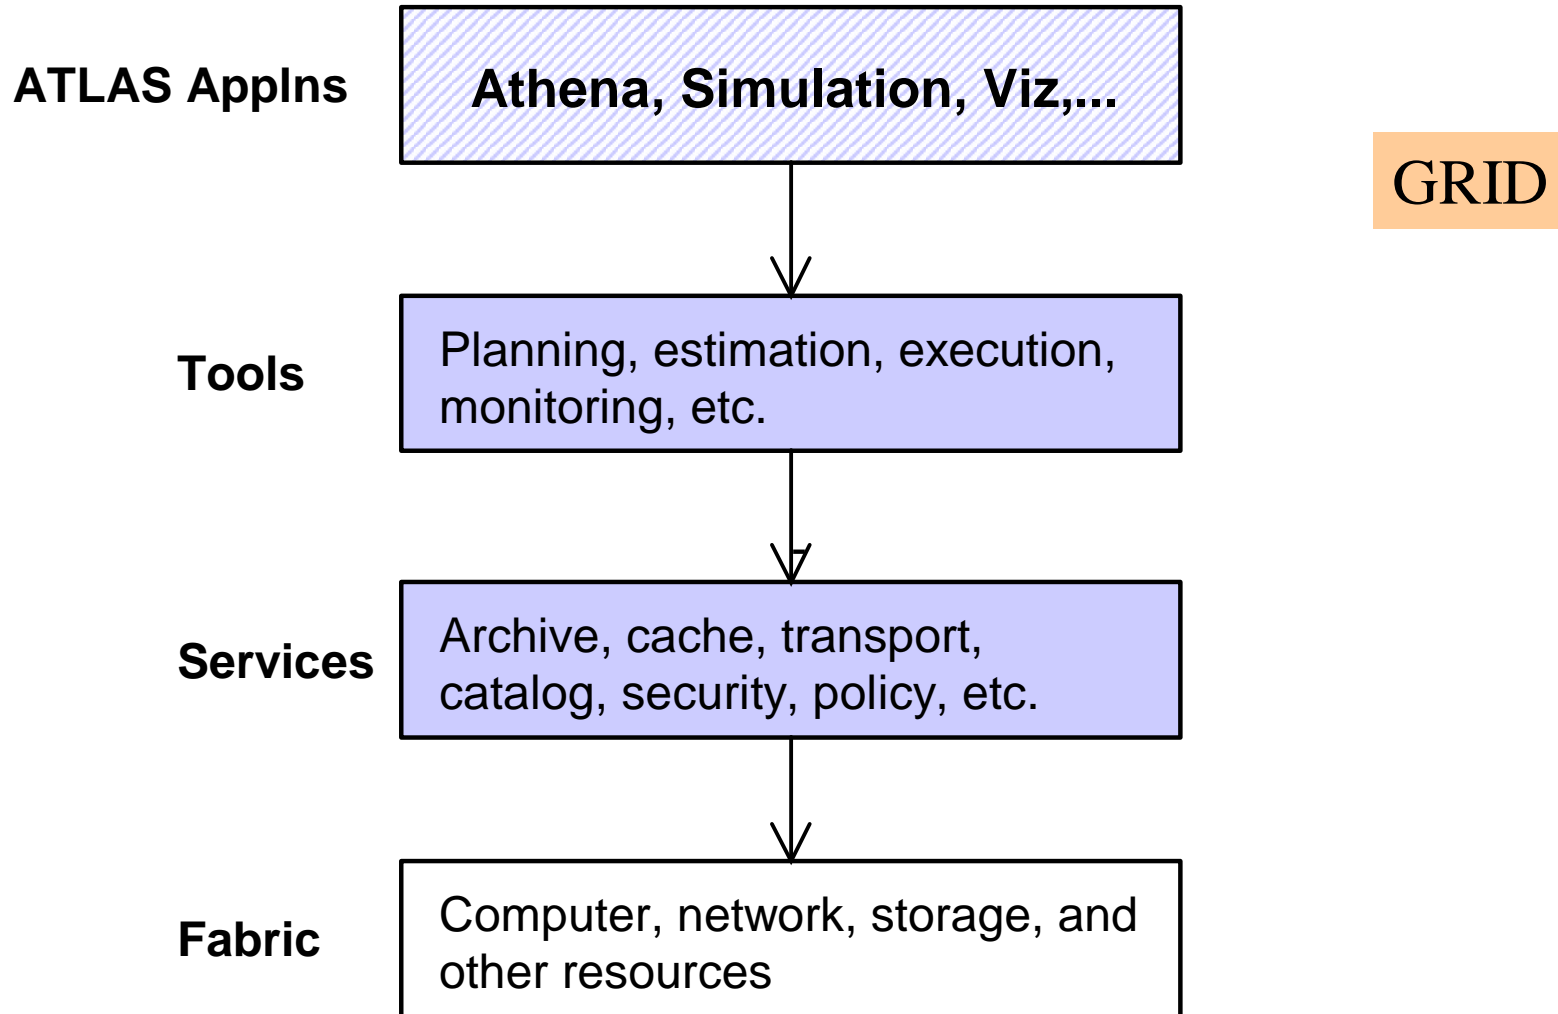 ATLAS Applns
Athena, Simulation, Viz,...
GRID
Tools
Planning, estimation, execution,
monitoring, etc.
Services
Archive, cache, transport,
catalog, security, policy, etc.
Fabric
Computer, network, storage, and
other resources